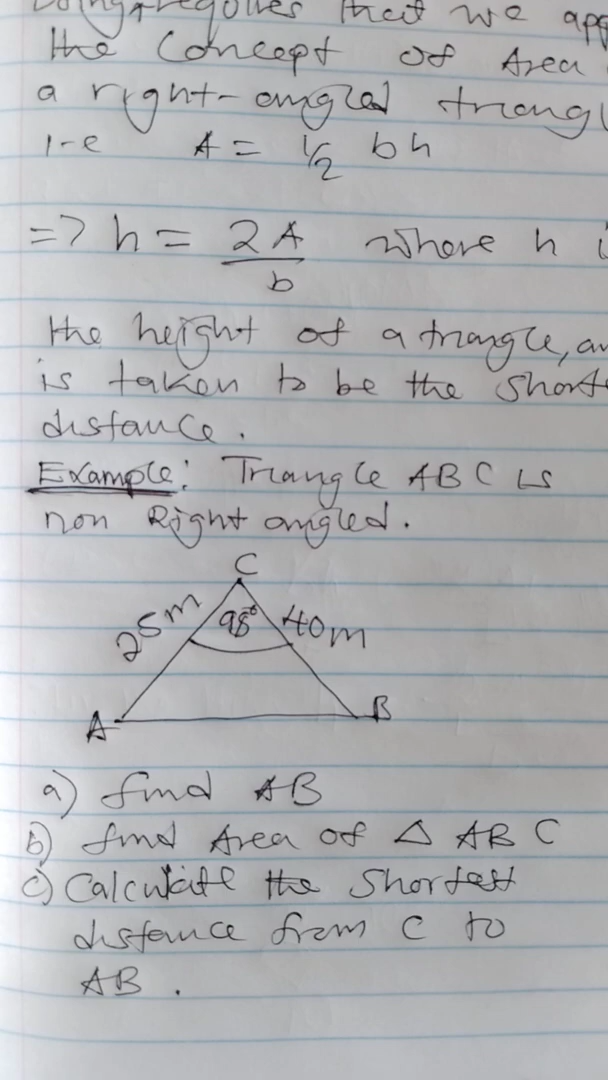 that we
the concept of Area
a right-angled
i-e A = 1/2 bh
=> h = 2A/b where h
the height of a triangle,
is taken to be the
distance.
Example: Triangle ABC is
non Right angled.
C
25m 98° 40m
A B
a) find AB
b) find Area of △ ABC
c) Calculate the Shortest
distance from C to
AB.